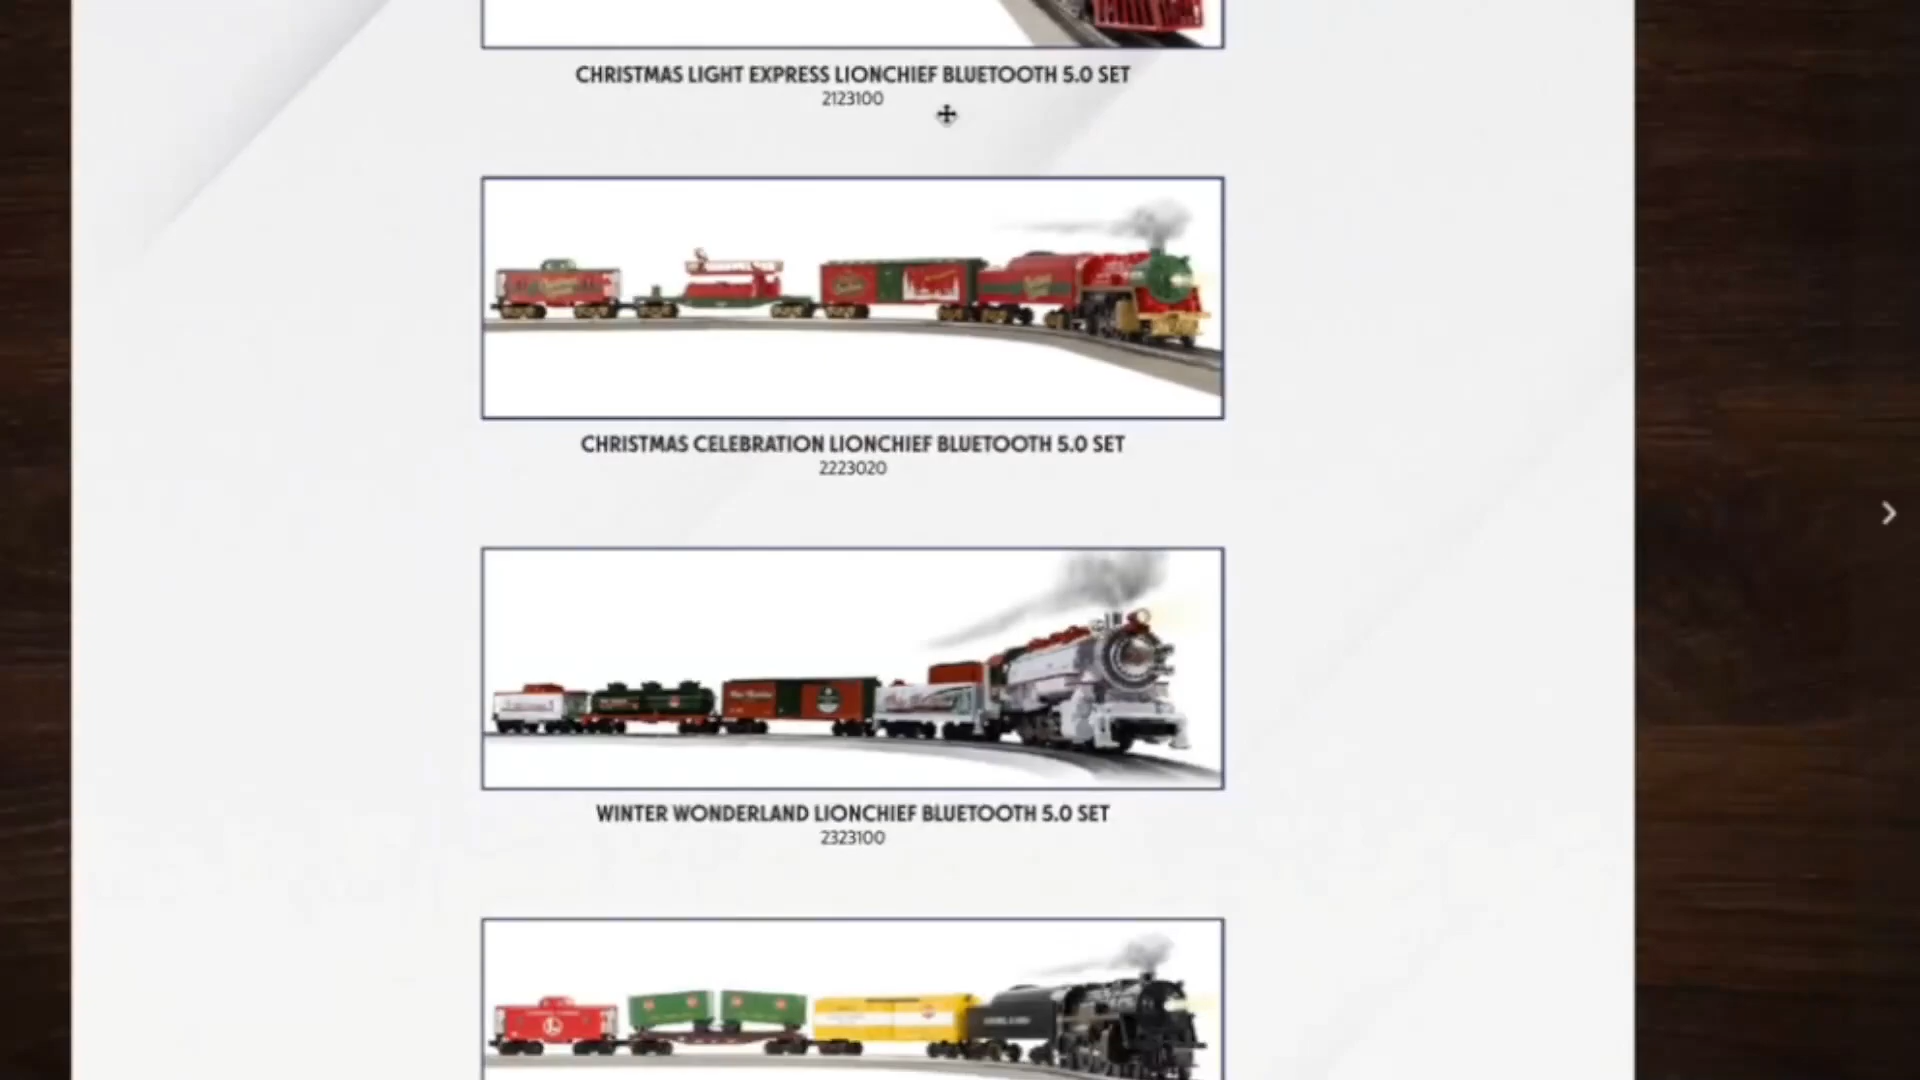 CHRISTMAS LIGHT EXPRESS LIONCHIEF BLUETOOTH 5.0 SET
2123100
CHRISTMAS CELEBRATION LIONCHIEF BLUETOOTH 5.0 SET
2223020
WINTER WONDERLAND LIONCHIEF BLUETOOTH 5.0 SET
2323100